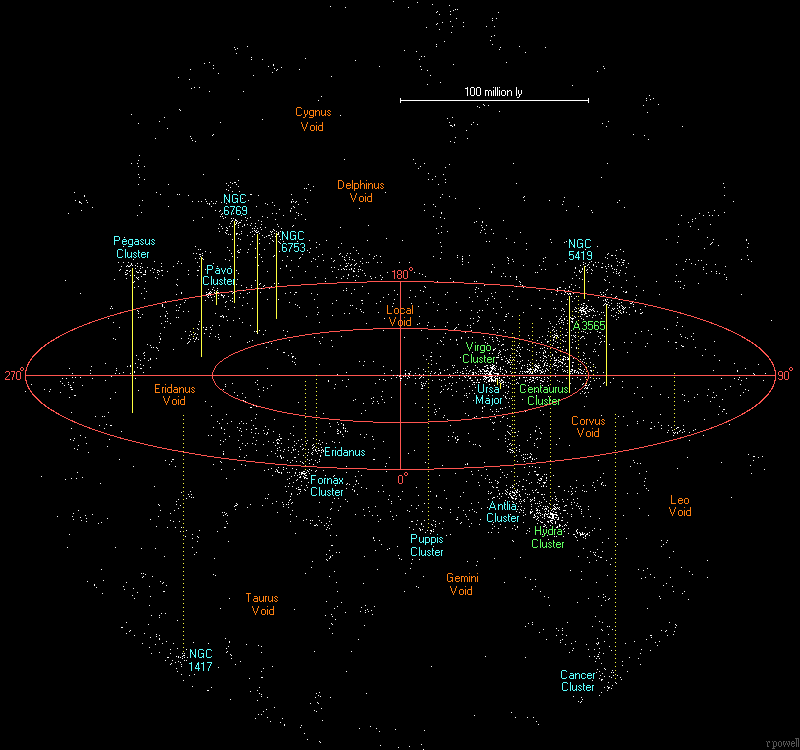 100 million ly
Cygnus
Void
Delphinus
Void
NGC
6769
Pegasus
Cluster
NGC
6753
NGC
5419
Pavo
Cluster
180°
Local
Void
A3565
Virgo
Cluster
270°
90°
Eridanus
Void
Ursa
Major
Centaurus
Cluster
Corvus
Void
Eridanus
Fornax
Cluster
0°
Leo
Void
Antlia
Cluster
Hydra
Cluster
Puppis
Cluster
Gemini
Void
Taurus
Void
NGC
1417
Cancer
Cluster
rpowell